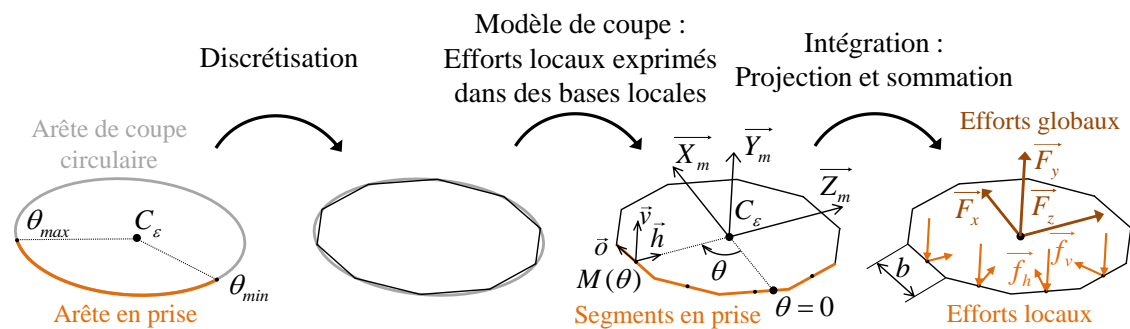 Discrétisation
Modèle de coupe :
Efforts locaux exprimés
dans des bases locales
Intégration :
Projection et sommation
Arête de coupe
circulaire
θmax
Cε
θmin
Arête en prise
Xm
Ym
Zm
Cε
v
o
h
M(θ)
θ
θ=0
Segments en prise
Efforts globaux
Fy
Fx
Fz
fh
fv
b
Efforts locaux